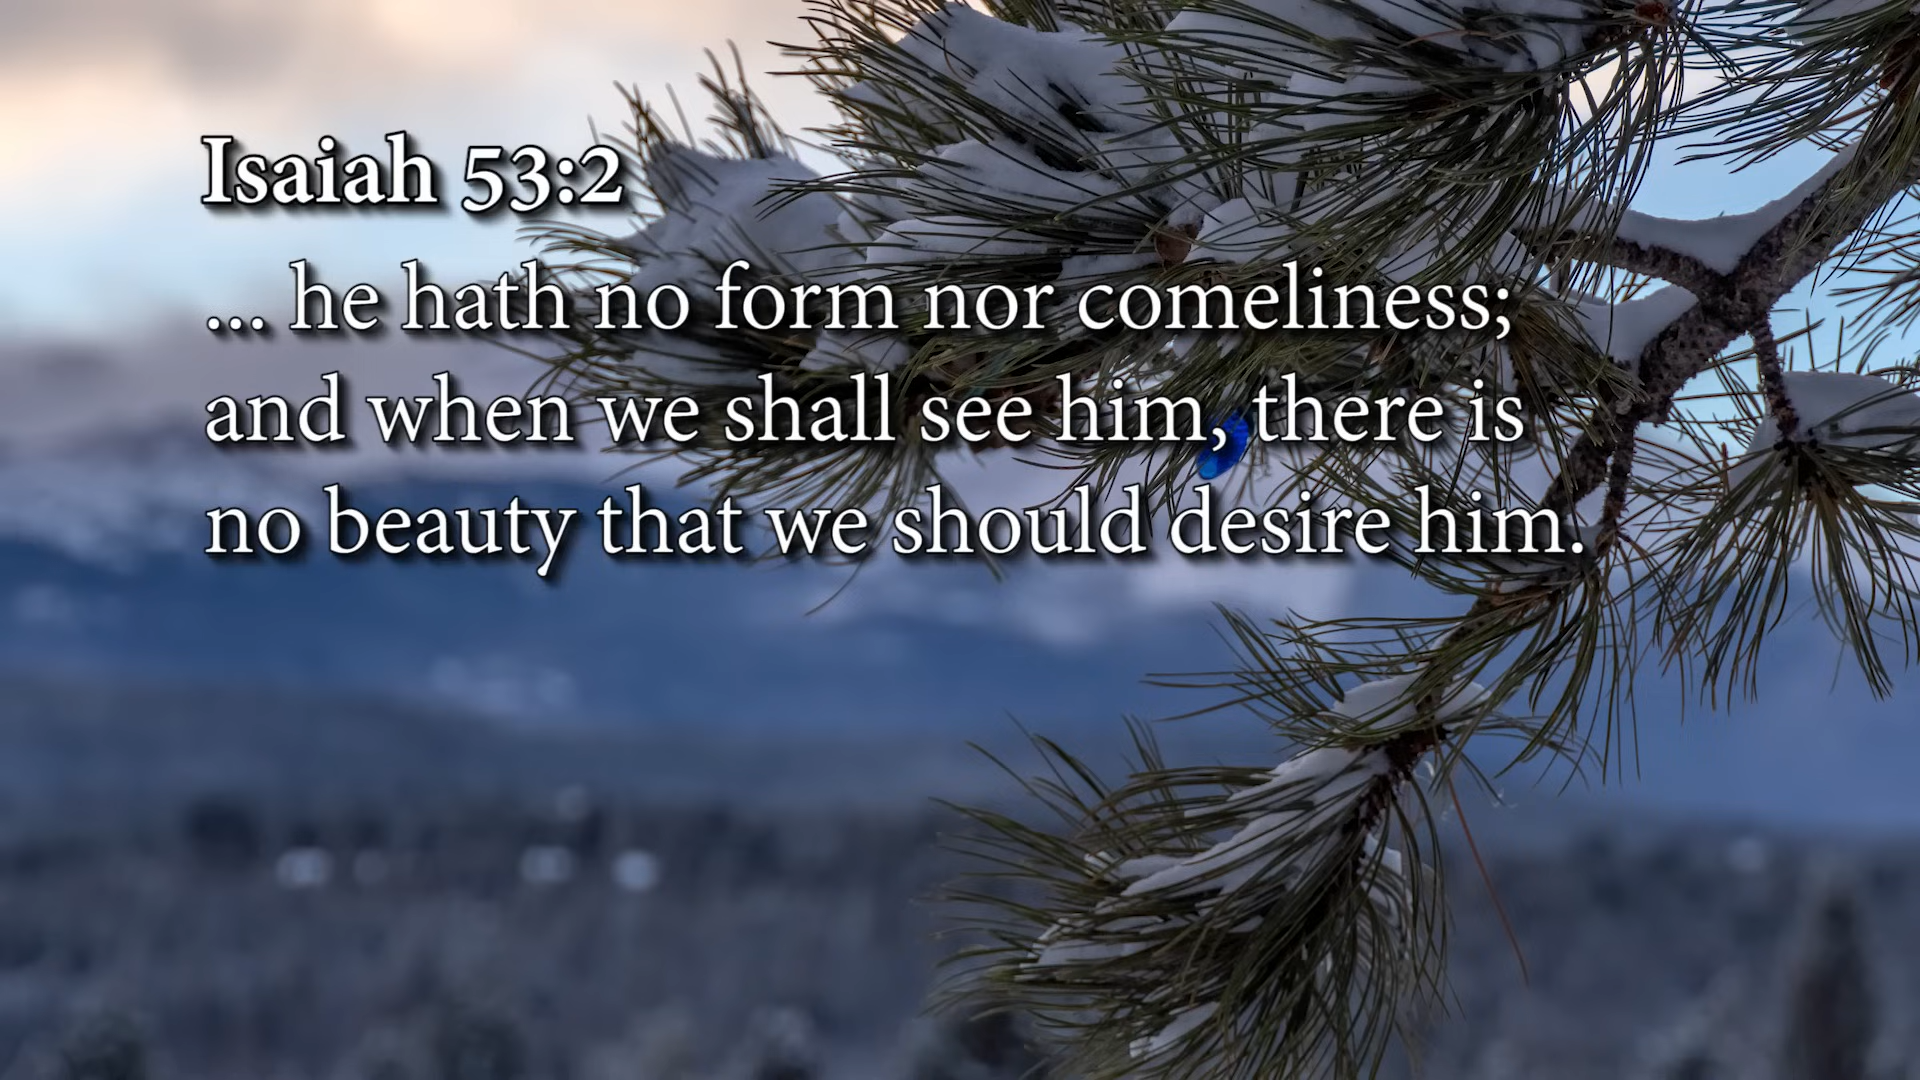 Isaiah 53:2
... he hath no form nor comeliness;
and when we shall see him, there is
no beauty that we should desire him.